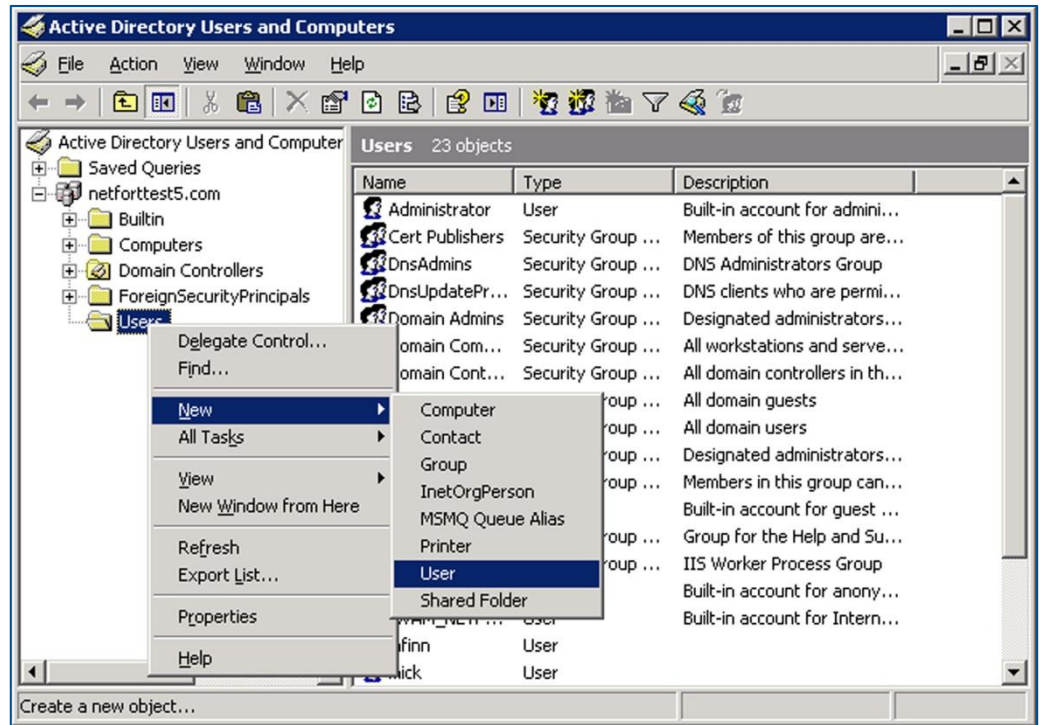 Active Directory Users and Computers
File Action View Window Help
Active Directory Users and Computer
Saved Queries
netforttest5.com
Builtin
Computers
Domain Controllers
ForeignSecurityPrincipals
Users
Users 23 objects
Name Type Description
Administrator User Built-in account for admini...
Cert Publishers Security Group ... Members of this group are...
DnsAdmins Security Group ... DNS Administrators Group
DnsUpdatePr... Security Group ... DNS clients who are permi...
Domain Admins Security Group ... Designated administrators...
omain Com... Security Group ... All workstations and serve...
omain Cont... Security Group ... All domain controllers in th...
roup ... All domain guests
roup ... All domain users
roup ... Designated administrators...
roup ... Members in this group can...
Built-in account for guest ...
roup ... Group for the Help and Su...
roup ... IIS Worker Process Group
Built-in account for anony...
User Built-in account for Intern...
finn User
ick User
Delegate Control...
Find...
New
All Tasks
View
New Window from Here
Refresh
Export List...
Properties
Help
Computer
Contact
Group
InetOrgPerson
MSMQ Queue Alias
Printer
User
Shared Folder
Create a new object...